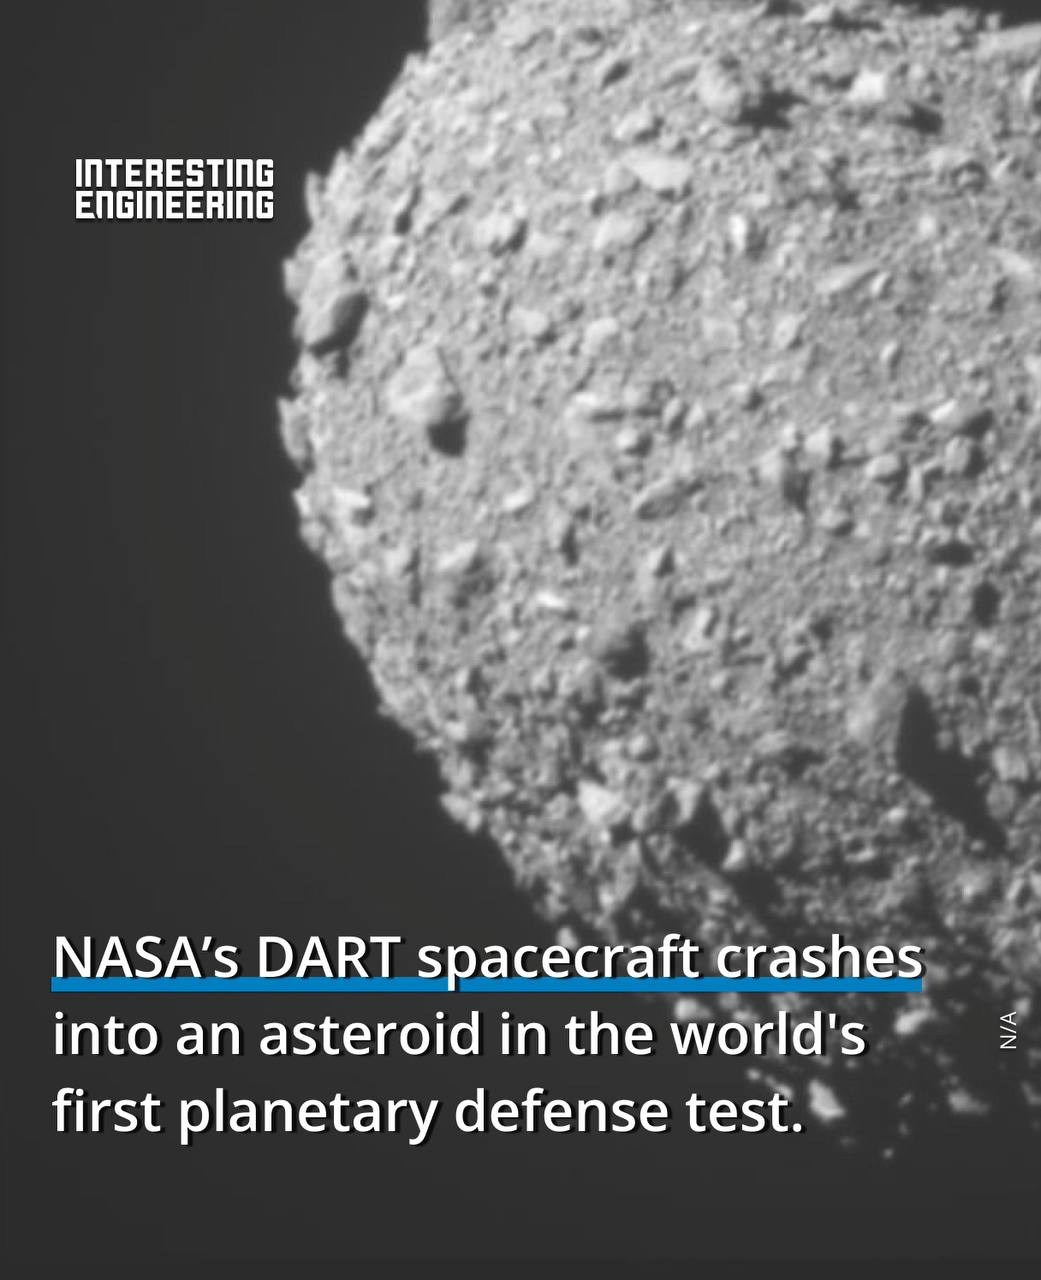 INTERESTING
ENGINEERING
NASA’s DART spacecraft crashes
into an asteroid in the world's
first planetary defense test.
N/A